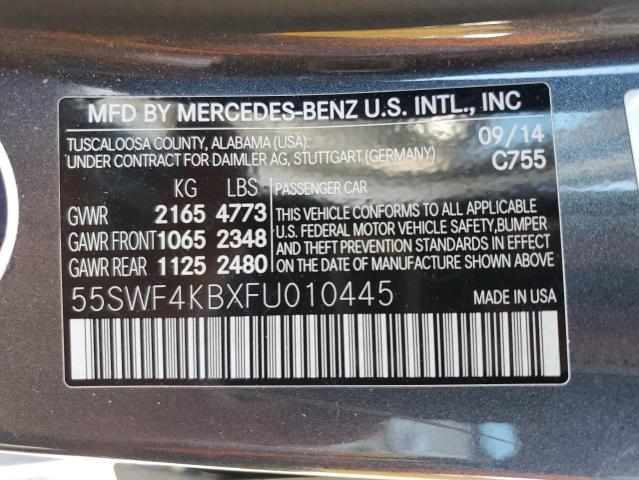 MFD BY MERCEDES-BENZ U.S. INTL., INC
TUSCALOOSA COUNTY, ALABAMA (USA). 09/14
UNDER CONTRACT FOR DAIMLER AG, STUTTGART (GERMANY) C755
KG LBS PASSENGER CAR
GVWR 2165 4773 THIS VEHICLE CONFORMS TO ALL APPLICABLE
GAWR FRONT 1065 2348 U.S. FEDERAL MOTOR VEHICLE SAFETY, BUMPER
GAWR REAR 1125 2480 AND THEFT PREVENTION STANDARDS IN EFFECT
ON THE DATE OF MANUFACTURE SHOWN ABOVE.
55SWF4KBXFU010445 MADE IN USA